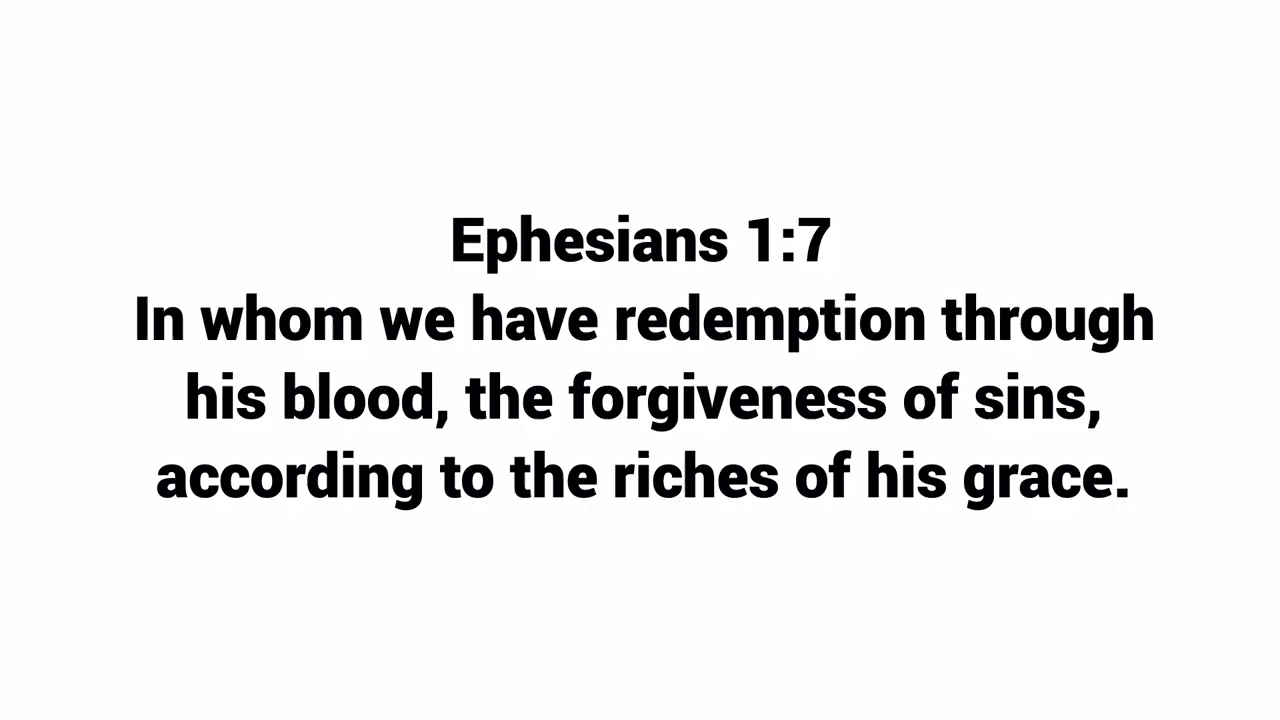 Ephesians 1:7
In whom we have redemption through
his blood, the forgiveness of sins,
according to the riches of his grace.